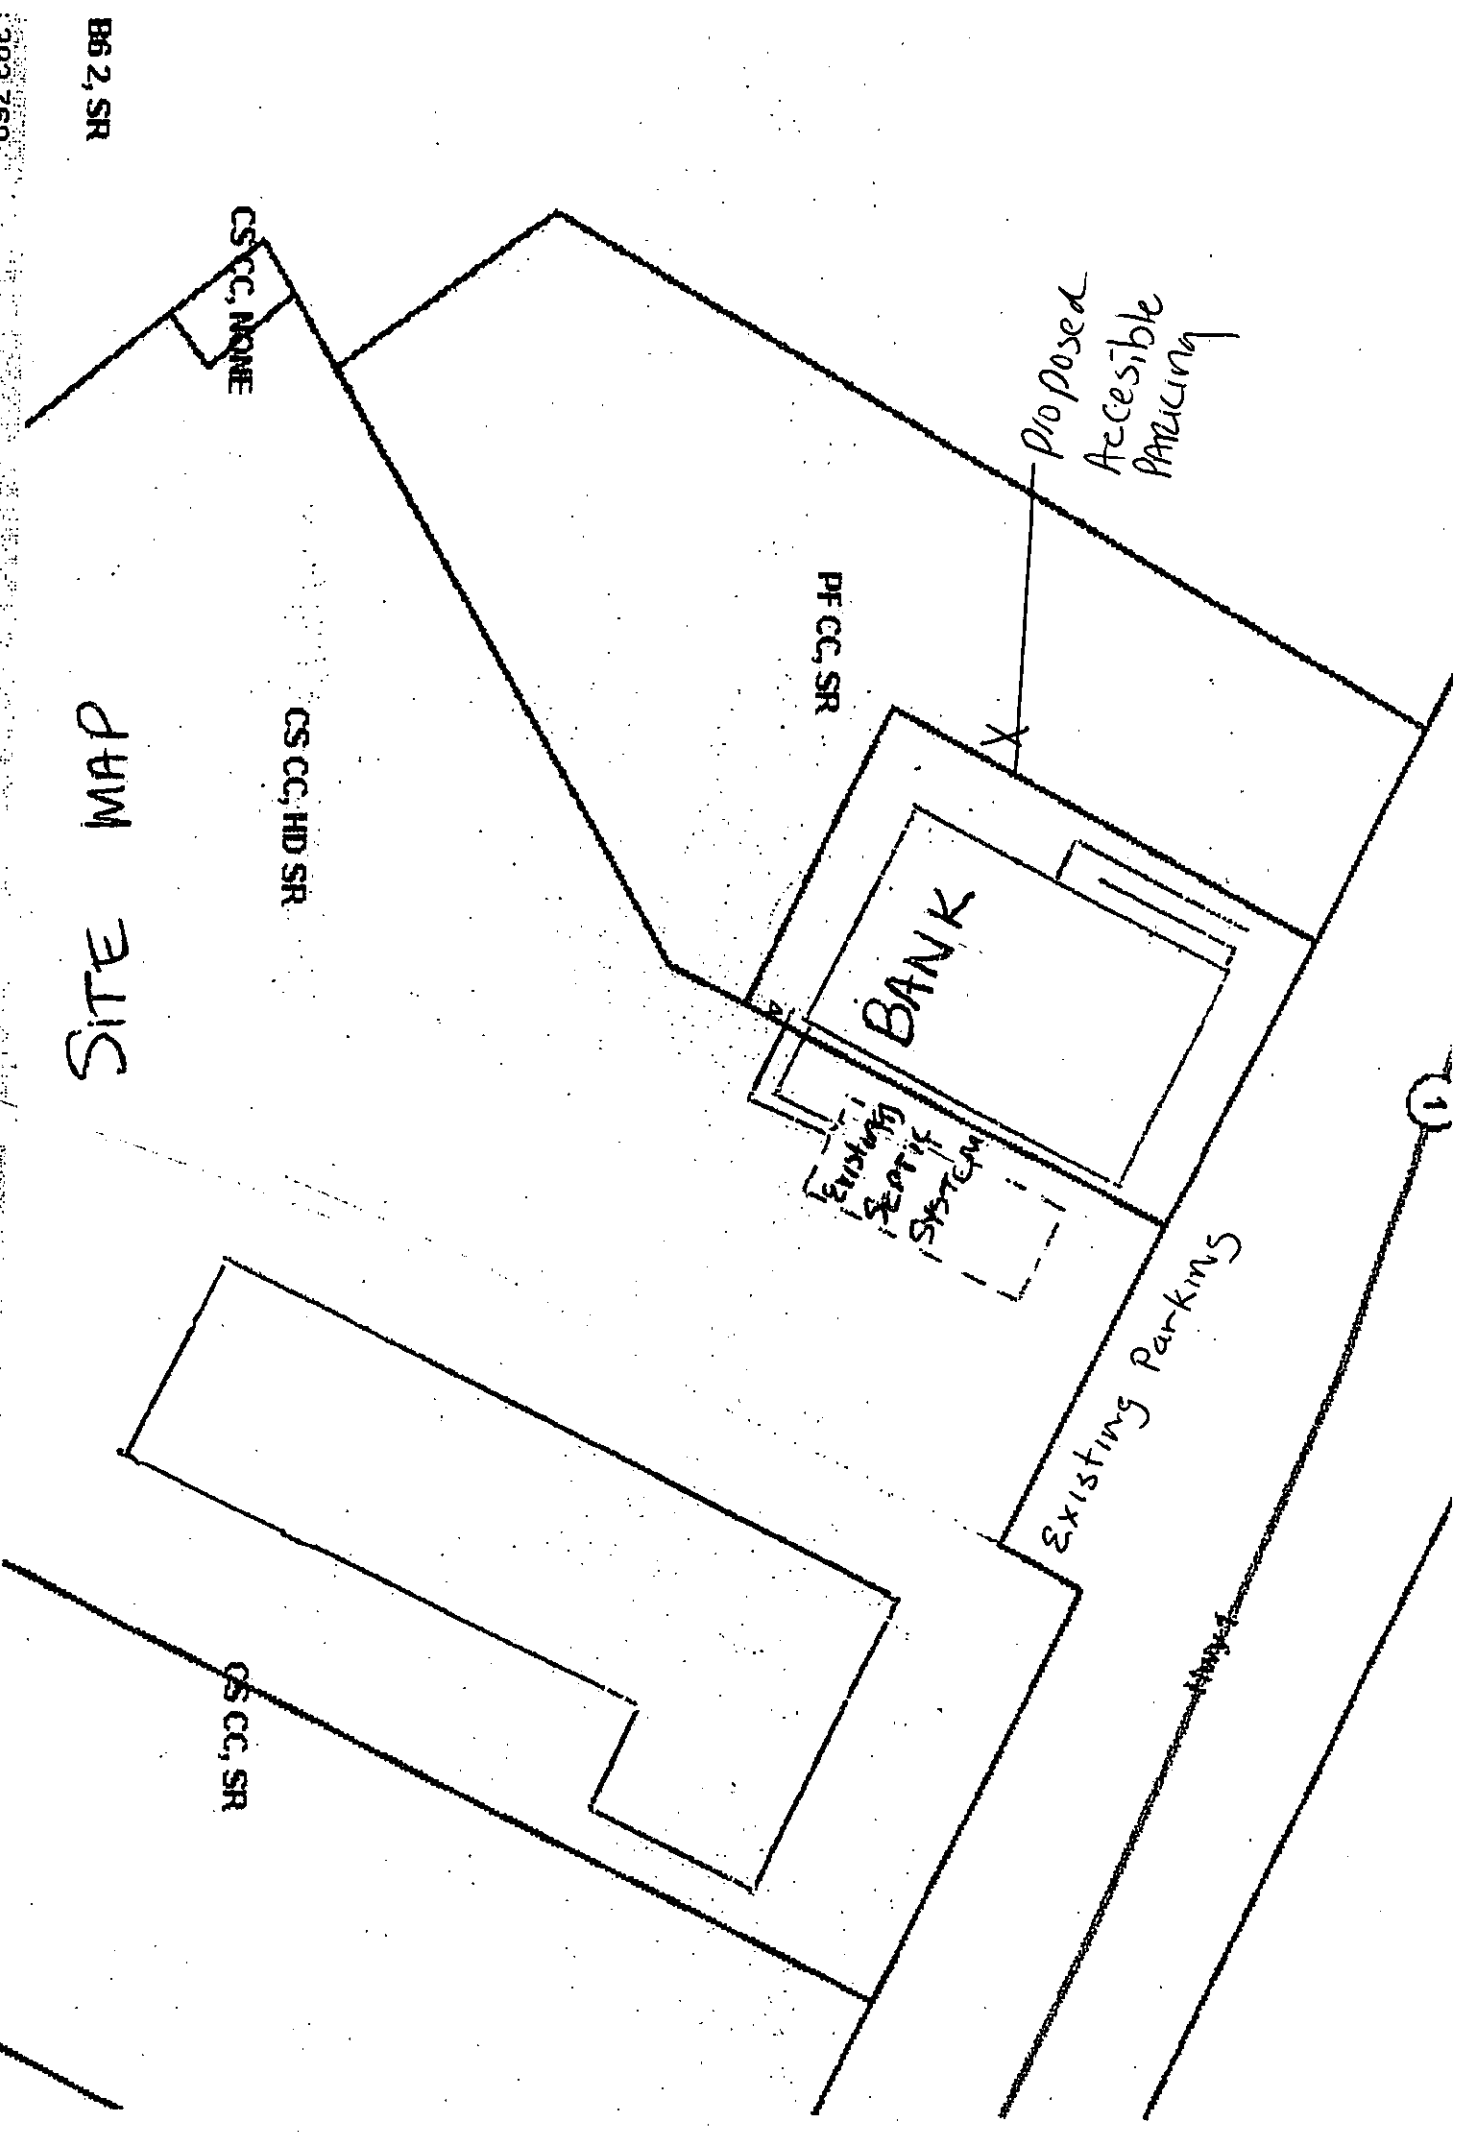 B6 2, SR
CS CC, NONE
Proposed
Accesible
PARKING
PF CC, SR
CS CC, HD SR
SiTE MAP
BANK
1
Existing
SEPTIC
SYSTEM
Existing Parking
CS CC, SR